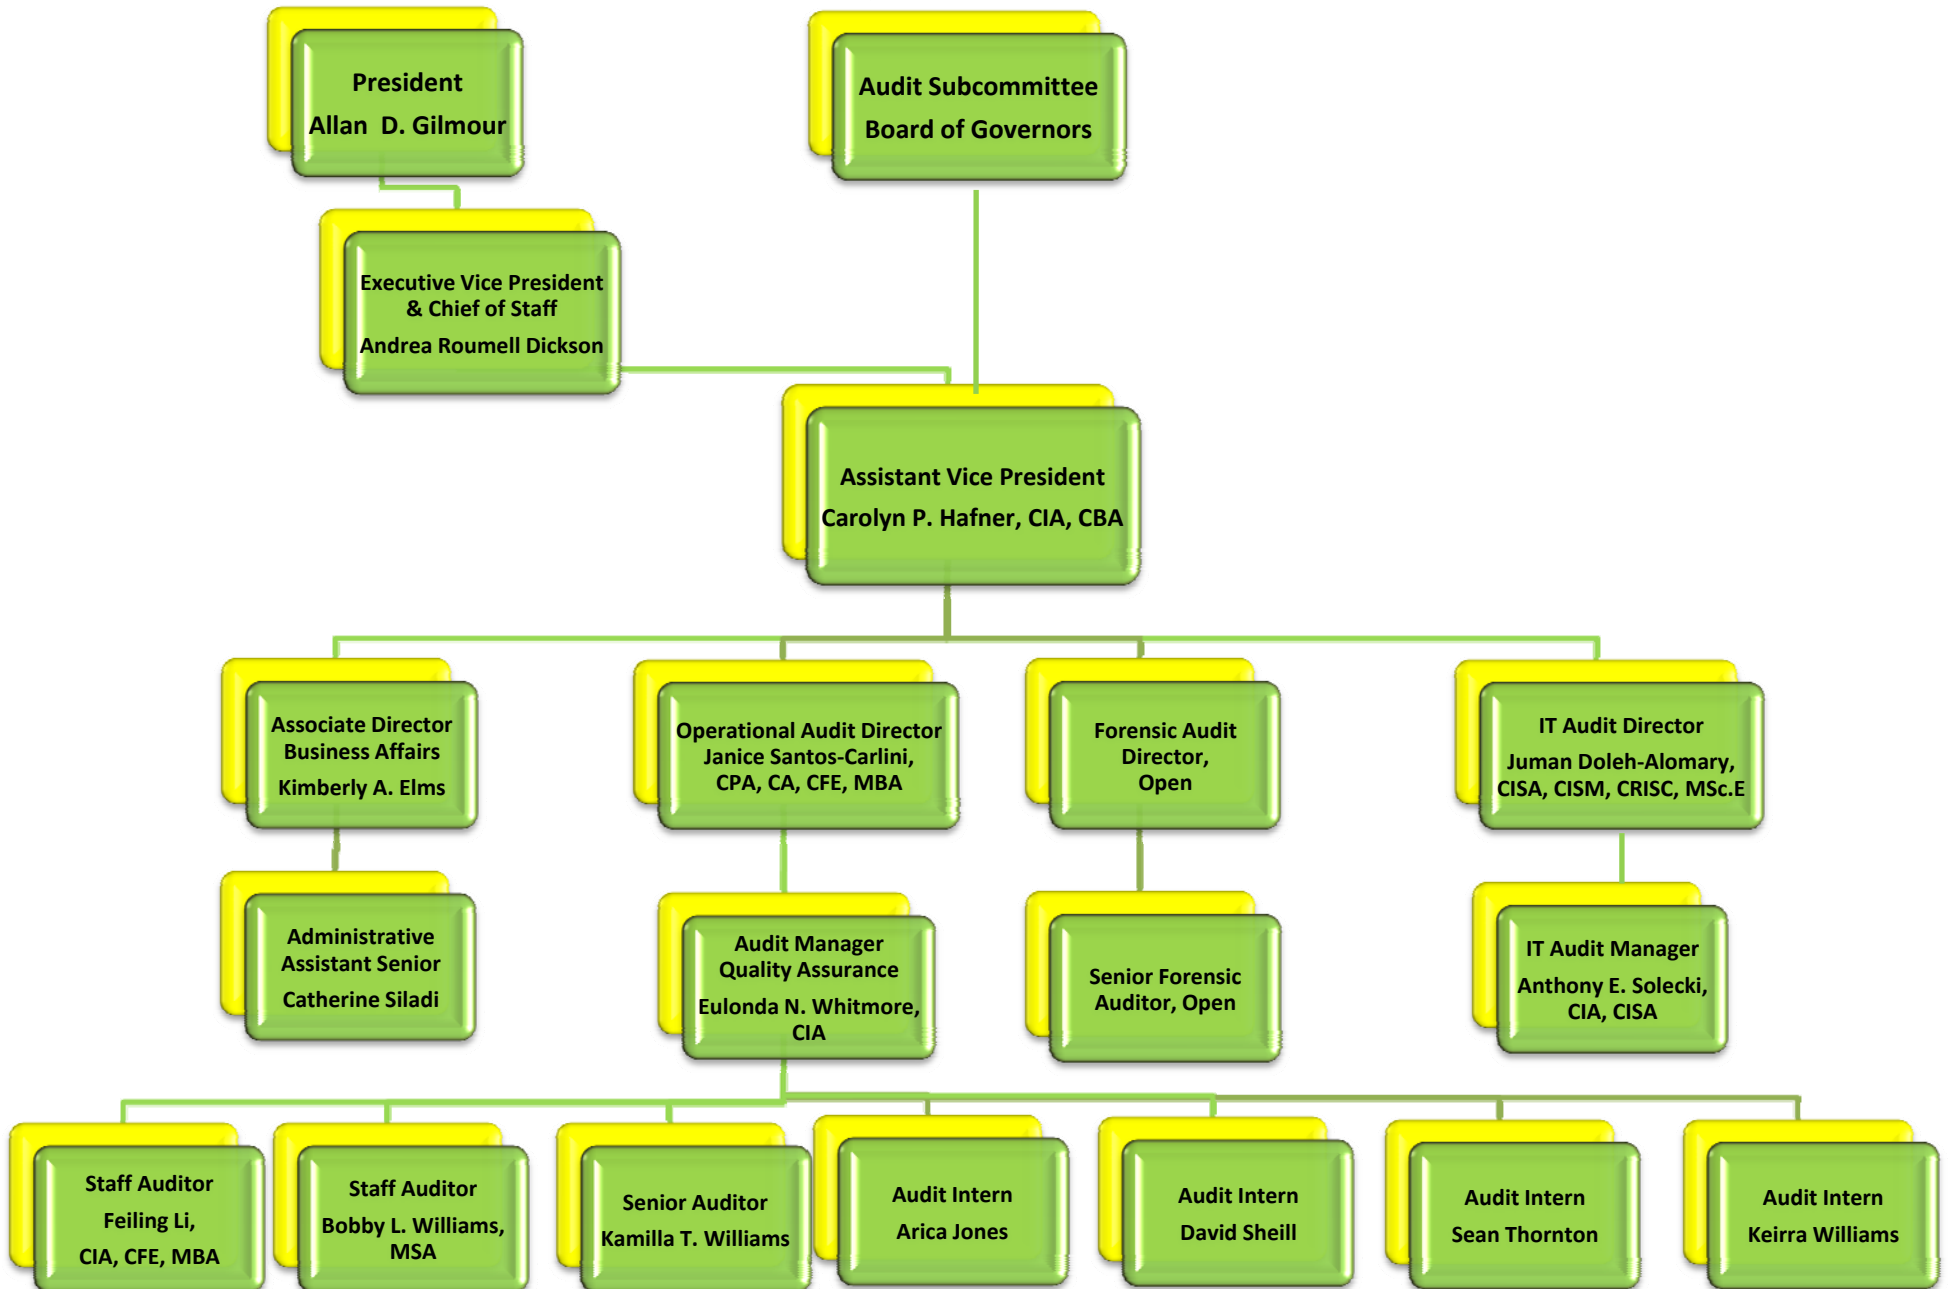 President
Allan D. Gilmour
Audit Subcommittee
Board of Governors
Executive Vice President
& Chief of Staff
Andrea Roumell Dickson
Assistant Vice President
Carolyn P. Hafner, CIA, CBA
Associate Director
Business Affairs
Kimberly A. Elms
Operational Audit Director
Janice Santos-Carlini,
CPA, CA, CFE, MBA
Forensic Audit
Director,
Open
IT Audit Director
Juman Doleh-Alomary,
CISA, CISM, CRISC, MSc.E
Administrative
Assistant Senior
Catherine Siladi
Audit Manager
Quality Assurance
Eulonda N. Whitmore,
CIA
Senior Forensic
Auditor, Open
IT Audit Manager
Anthony E. Solecki,
CIA, CISA
Staff Auditor
Feiling Li,
CIA, CFE, MBA
Staff Auditor
Bobby L. Williams,
MSA
Senior Auditor
Kamilla T. Williams
Audit Intern
Arica Jones
Audit Intern
David Sheill
Audit Intern
Sean Thornton
Audit Intern
Keirra Williams